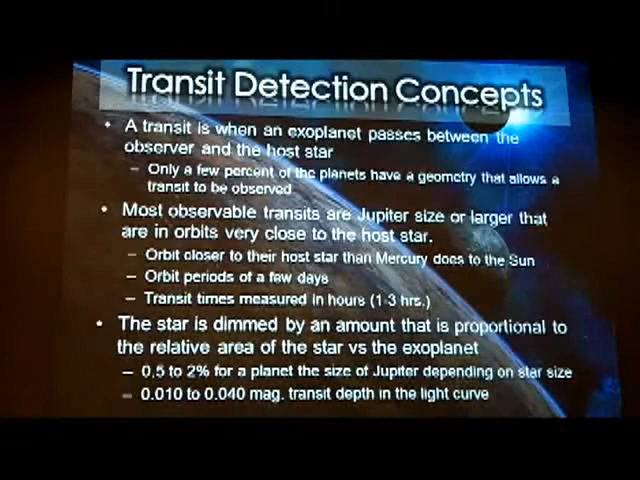 Transit Detection Concepts
• A transit is when an exoplanet passes between the
observer and the host star
– Only a few percent of the planets have a geometry that allows a
transit to be observed
• Most observable transits are Jupiter size or larger that
are in orbits very close to the host star.
– Orbit closer to their host star than Mercury does to the Sun
– Orbit periods of a few days
– Transit times measured in hours (1-3 hrs.)
• The star is dimmed by an amount that is proportional to
the relative area of the star vs the exoplanet
– 0.5 to 2% for a planet the size of Jupiter depending on star size
– 0.010 to 0.040 mag. transit depth in the light curve